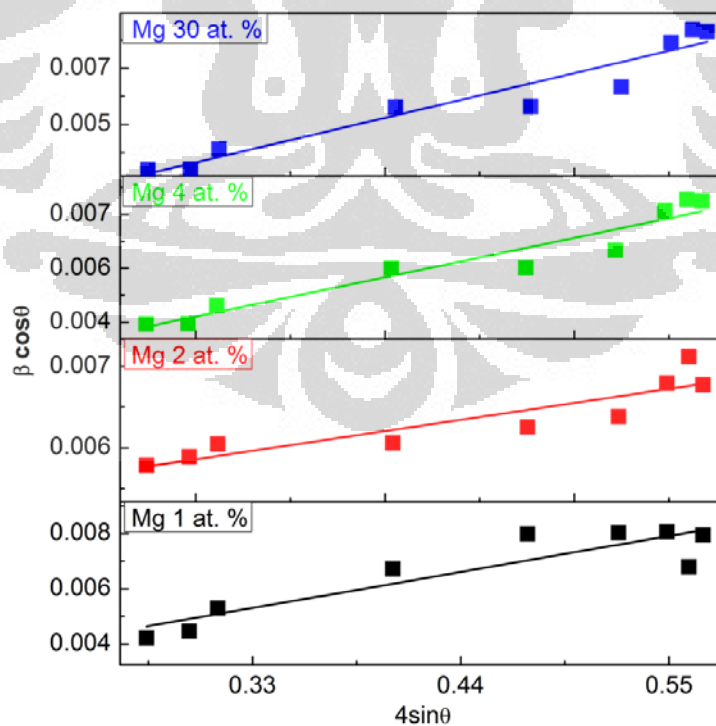 Mg 30 at. %
0.007
0.005
Mg 4 at. %
0.007
0.006
0.004
Mg 2 at. %
0.007
0.006
Mg 1 at. %
0.008
0.006
0.004
β cosθ
0.33 0.44 0.55
4sinθ